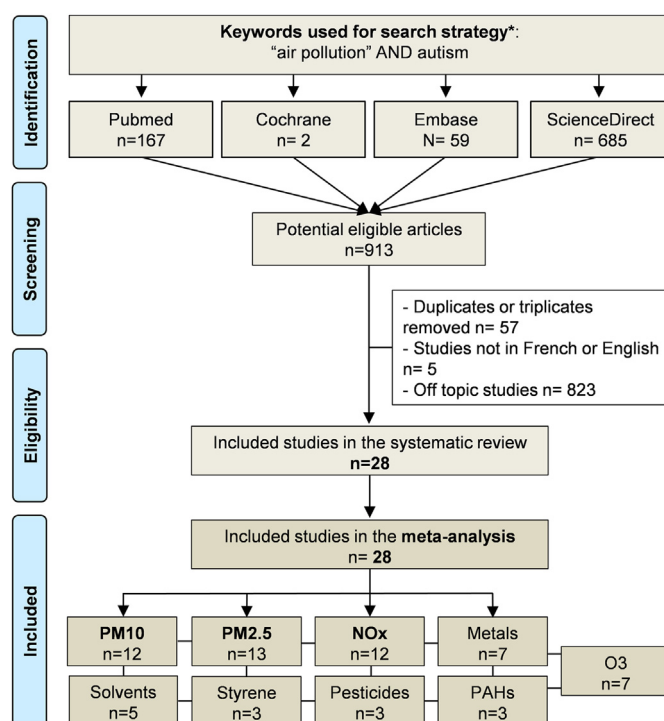 Keywords used for search strategy*:
“air pollution” AND autism
Identification
Pubmed
n=167
Cochrane
n= 2
Embase
N= 59
ScienceDirect
n= 685
Screening
Potential eligible articles
n=913
- Duplicates or triplicates
removed n= 57
- Studies not in French or English
n= 5
- Off topic studies n= 823
Eligibility
Included studies in the systematic review
n=28
Included
Included studies in the meta-analysis
n= 28
PM10
n=12
PM2.5
n=13
NOx
n=12
Metals
n=7
O3
n=7
Solvents
n=5
Styrene
n=3
Pesticides
n=3
PAHs
n=3